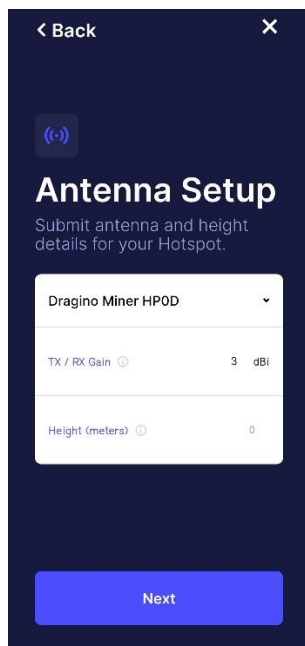 Back
Antenna Setup
Submit antenna and height
details for your Hotspot.
Dragino Miner HP0D
TX / RX Gain 3 dBi
Height (meters) 0
Next